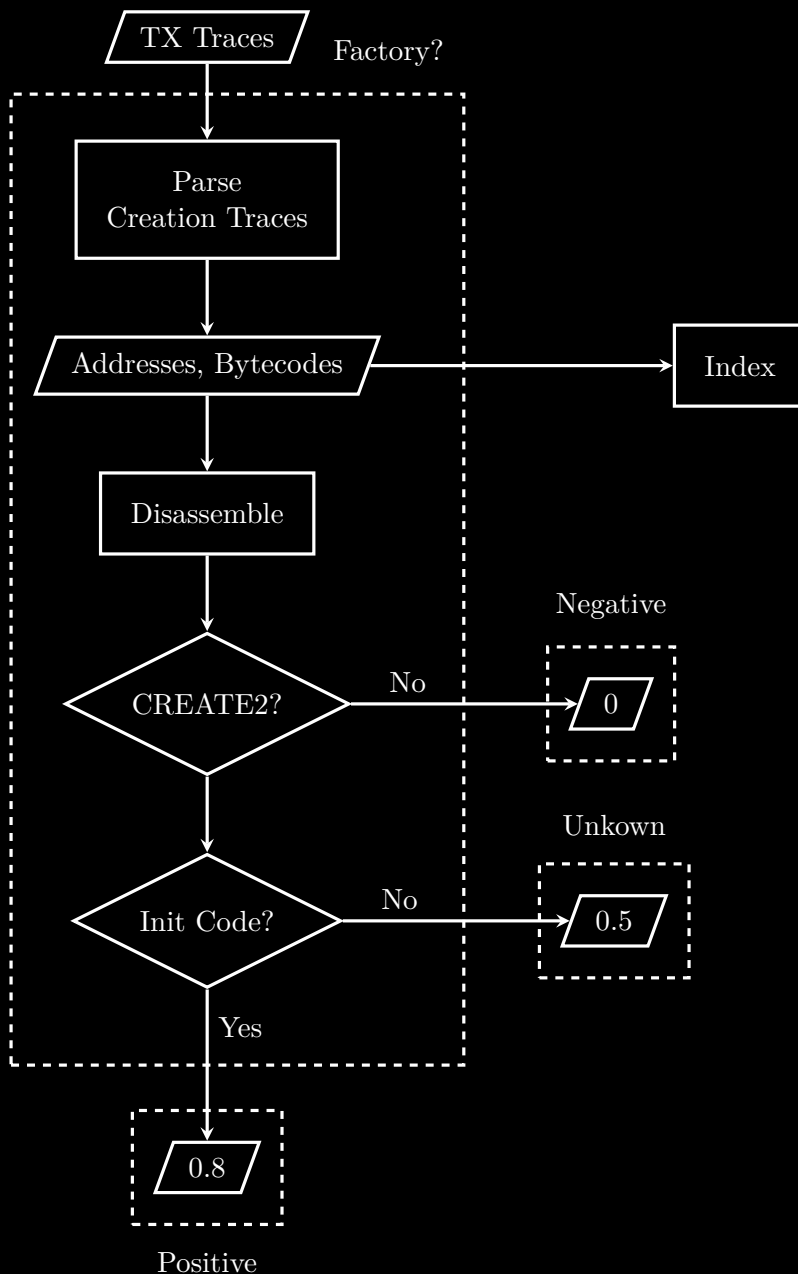 TX Traces
Factory?
Parse
Creation Traces
Addresses, Bytecodes
Index
Disassemble
Negative
CREATE2?
No
0
Unkown
Init Code?
No
0.5
Yes
0.8
Positive